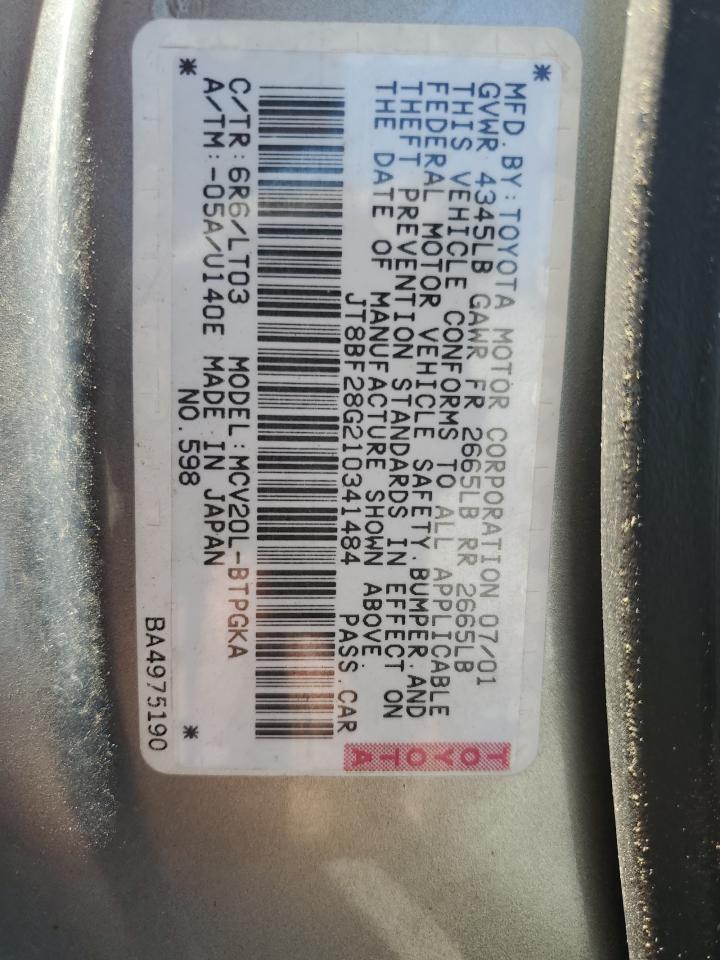 MFD.BY:TOYOTA MOTOR CORPORATION 07/01
GVWR 4345LB GAWR FR 2665LB RR 2665LB
THIS VEHICLE CONFORMS TO ALL APPLICABLE
FEDERAL MOTOR VEHICLE SAFETY.BUMPER.AND
THEFT PREVENTION STANDARDS IN EFFECT ON
THE DATE OF MANUFACTURE SHOWN ABOVE.
JT8BF28G210341484 PASS.CAR
TOYOTA
C/TR:6R6/LT03 MODEL:MCV20L-BTPGKA
A/TM:-05A/U140E MADE IN JAPAN
NO.598
BA4975190